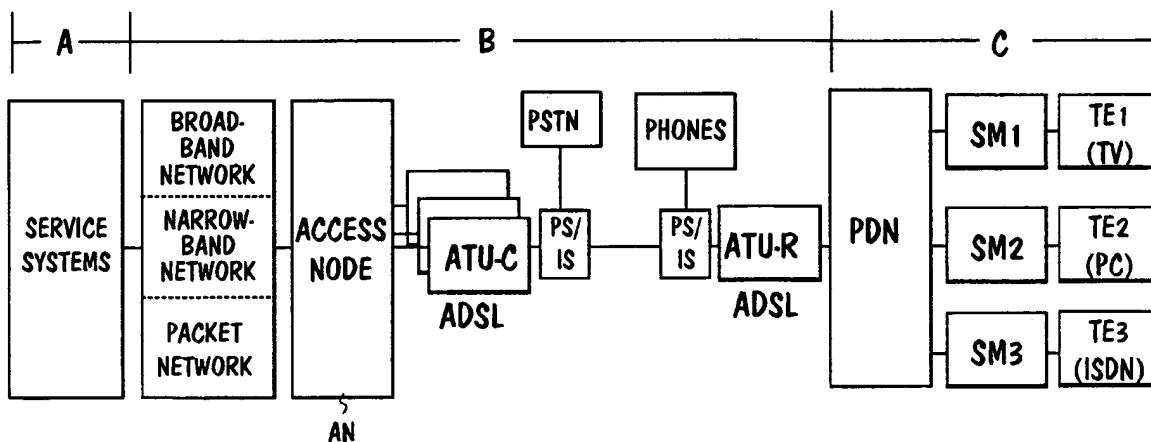 A
B
C
SERVICE
SYSTEMS
BROAD-
BAND
NETWORK
NARROW-
BAND
NETWORK
PACKET
NETWORK
ACCESS
NODE
AN
ATU-C
ADSL
PSTN
PS/
IS
PHONES
PS/
IS
ATU-R
ADSL
PDN
SM1
TE1
(TV)
SM2
TE2
(PC)
SM3
TE3
(ISDN)